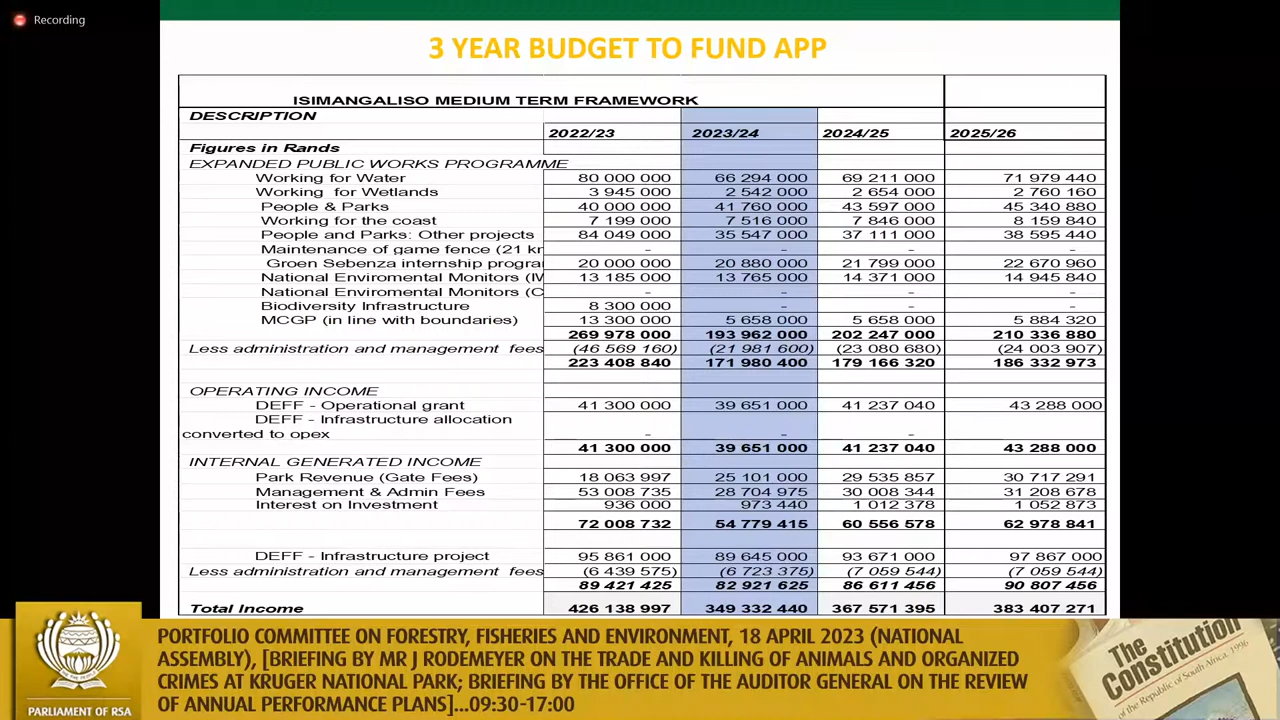 Recording
3 YEAR BUDGET TO FUND APP
ISIMANGALISO MEDIUM TERM FRAMEWORK
DESCRIPTION
2022/23 2023/24 2024/25 2025/26
Figures in Rands
EXPANDED PUBLIC WORKS PROGRAMME
Working for Water 80 000 000 66 294 000 69 211 000 71 979 440
Working for Wetlands 3 945 000 2 542 000 2 654 000 2 760 160
People & Parks 40 000 000 41 760 000 43 597 000 45 340 880
Working for the coast 7 199 000 7 516 000 7 846 000 8 159 840
People and Parks: Other projects 84 049 000 35 547 000 37 111 000 38 595 440
Maintenance of game fence (21 kr - - - -
Groen Sebenza internship progra 20 000 000 20 880 000 21 799 000 22 670 960
National Enviromental Monitors (IV 13 185 000 13 765 000 14 371 000 14 945 840
National Enviromental Monitors (C - - - -
Biodiversity Infrastructure 8 300 000 - - -
MCGP (in line with boundaries) 13 300 000 5 658 000 5 658 000 5 884 320
269 978 000 193 962 000 202 247 000 210 336 880
Less administration and management fees (46 569 160) (21 981 600) (23 080 680) (24 003 907)
223 408 840 171 980 400 179 166 320 186 332 973
OPERATING INCOME
DEFF - Operational grant 41 300 000 39 651 000 41 237 040 43 288 000
DEFF - Infrastructure allocation
converted to opex - - -
41 300 000 39 651 000 41 237 040 43 288 000
INTERNAL GENERATED INCOME
Park Revenue (Gate Fees) 18 063 997 25 101 000 29 535 857 30 717 291
Management & Admin Fees 53 008 735 28 704 975 30 008 344 31 208 678
Interest on Investment 936 000 973 440 1 012 378 1 052 873
72 008 732 54 779 415 60 556 578 62 978 841
DEFF - Infrastructure project 95 861 000 89 645 000 93 671 000 97 867 000
Less administration and management fees (6 439 575) (6 723 375) (7 059 544) (7 059 544)
89 421 425 82 921 625 86 611 456 90 807 456
Total Income 426 138 997 349 332 440 367 571 395 383 407 271
PORTFOLIO COMMITTEE ON FORESTRY, FISHERIES AND ENVIRONMENT, 18 APRIL 2023 (NATIONAL
ASSEMBLY), [BRIEFING BY MR J RODEMEYER ON THE TRADE AND KILLING OF ANIMALS AND ORGANIZED
CRIMES AT KRUGER NATIONAL PARK; BRIEFING BY THE OFFICE OF THE AUDITOR GENERAL ON THE REVIEW
OF ANNUAL PERFORMANCE PLANS]...09:30-17:00
PARLIAMENT OF RSA
The
Constitution
of the Republic of South Africa, 1996